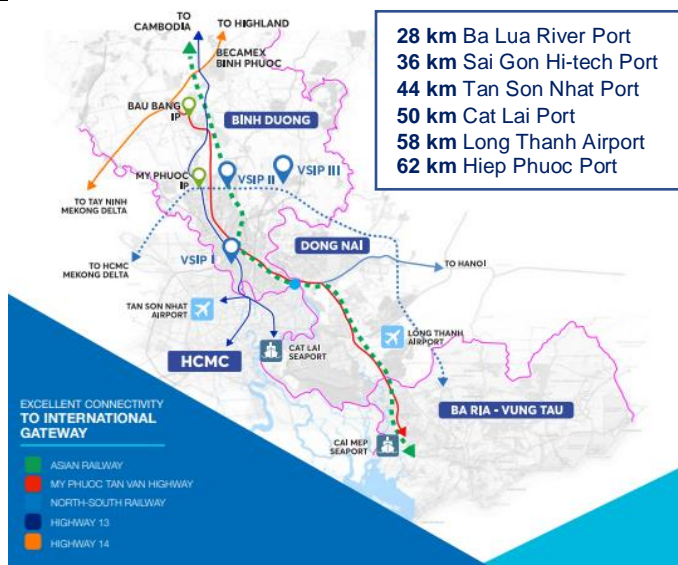 TO
CAMBODIA
TO HIGHLAND
BECAMEX
BINH PHUOC
BAU BANG
IP
BÌNH DUONG
MY PHUOC
IP
VSIP II
VSIP III
TO TAY NINH
MEKONG DELTA
DONG NAI
VSIP I
TO HCMC
MEKONG DELTA
TO HANOI
TAN SON NHAT
AIRPORT
LONG THANH
AIRPORT
CAT LAI
SEAPORT
HCMC
BA RIA - VUNG TAU
CAI MEP
SEAPORT
28 km Ba Lua River Port
36 km Sai Gon Hi-tech Port
44 km Tan Son Nhat Port
50 km Cat Lai Port
58 km Long Thanh Airport
62 km Hiep Phuoc Port
EXCELLENT CONNECTIVITY
TO INTERNATIONAL
GATEWAY
ASIAN RAILWAY
MY PHUOC TAN VAN HIGHWAY
NORTH-SOUTH RAILWAY
HIGHWAY 13
HIGHWAY 14